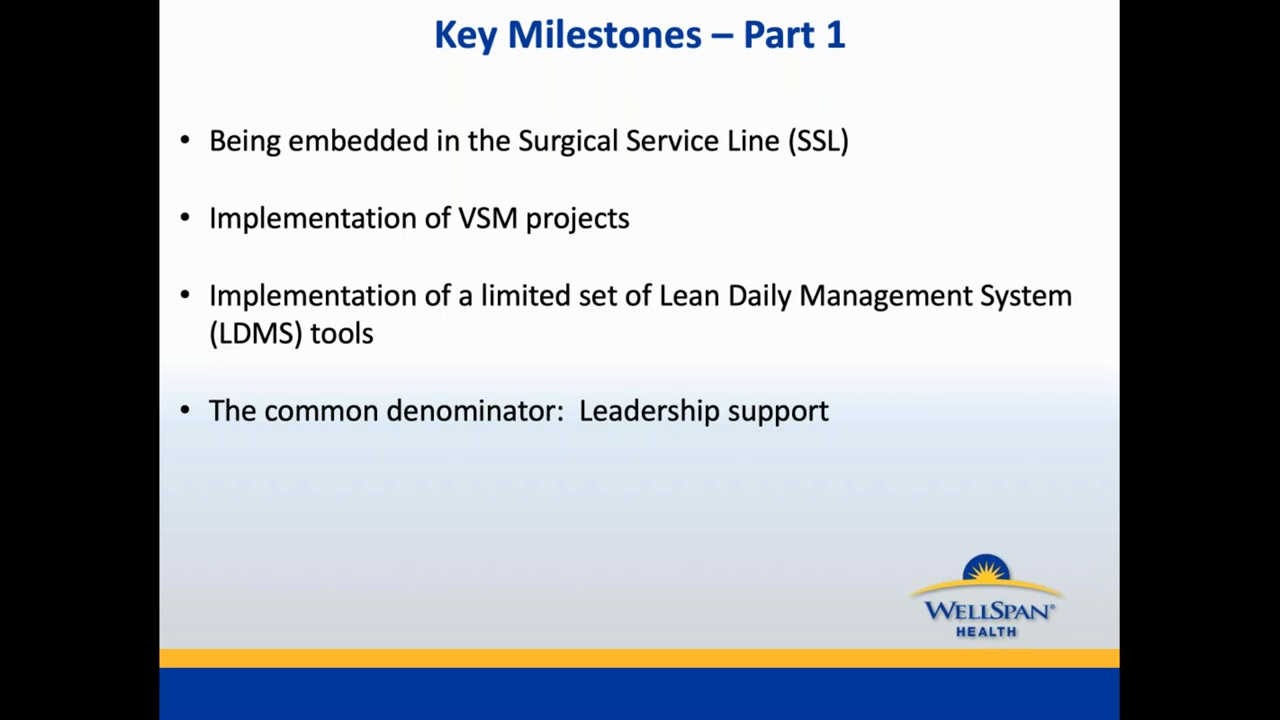 Key Milestones – Part 1
• Being embedded in the Surgical Service Line (SSL)
• Implementation of VSM projects
• Implementation of a limited set of Lean Daily Management System
(LDMS) tools
• The common denominator:  Leadership support
WELLSPAN®
HEALTH